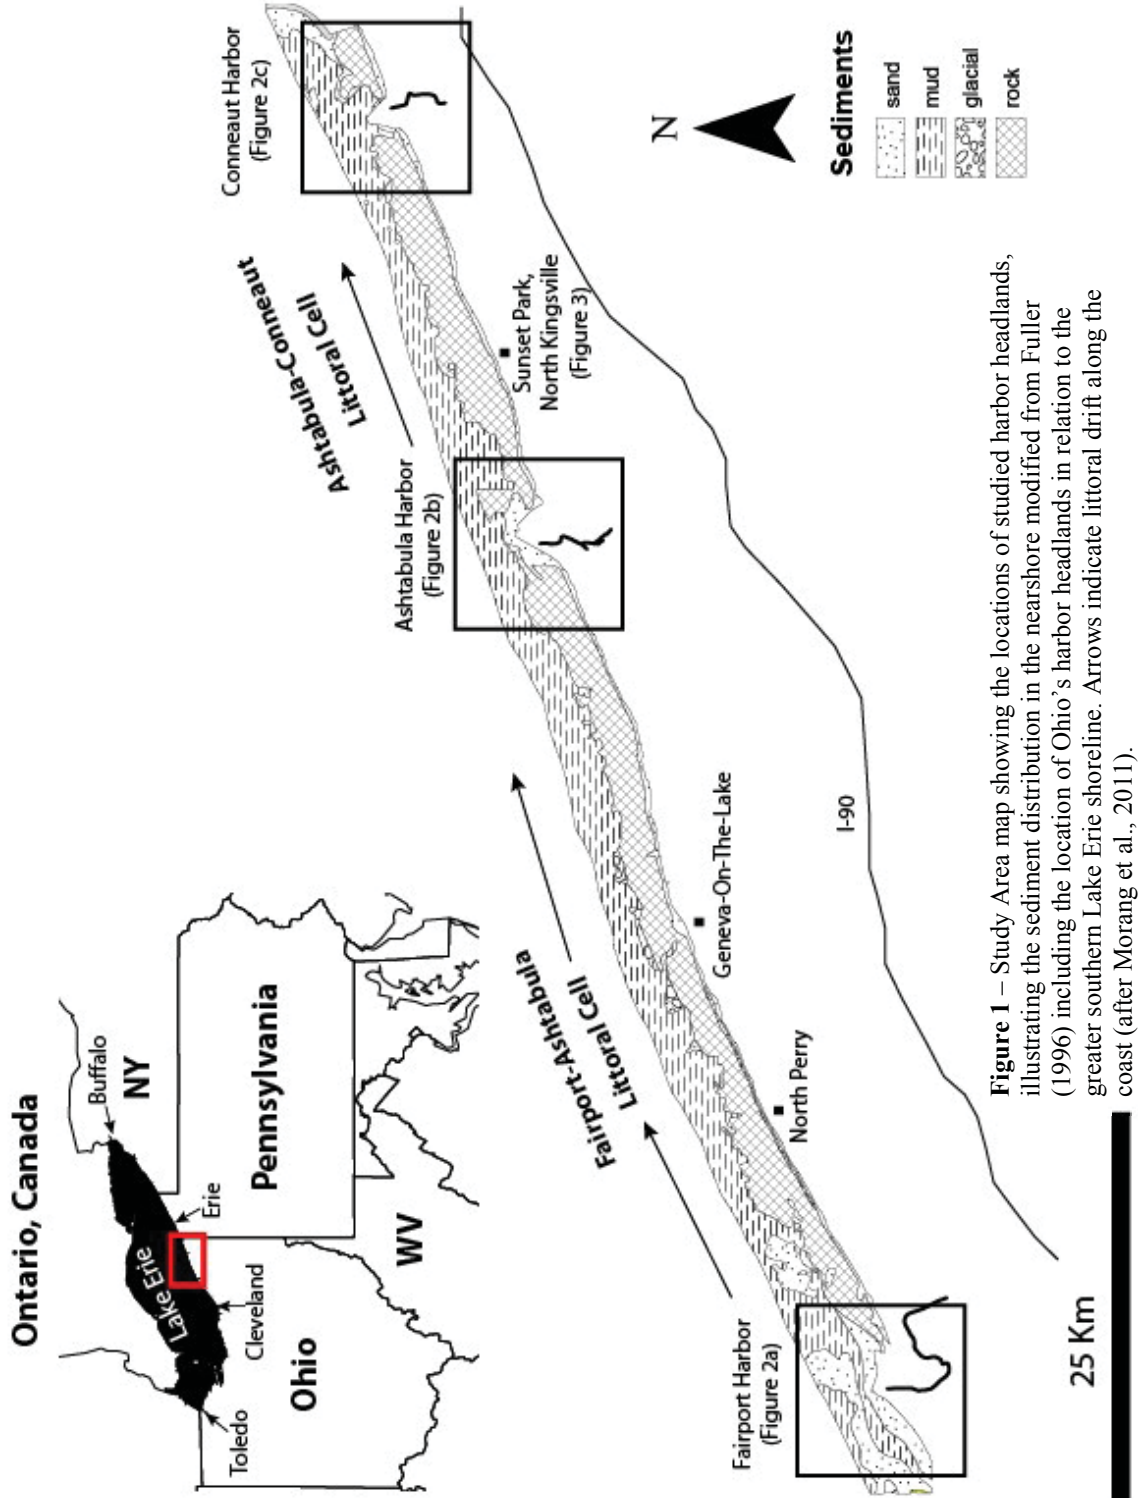 Ontario, Canada
Buffalo
NY
Lake Erie
Erie
Toledo
Cleveland
Pennsylvania
Ohio
WV
Conneaut Harbor
(Figure 2c)
Ashtabula-Conneaut
Littoral Cell
Ashtabula Harbor
(Figure 2b)
Sunset Park,
North Kingsville
(Figure 3)
Fairport-Ashtabula
Littoral Cell
Geneva-On-The-Lake
North Perry
Fairport Harbor
(Figure 2a)
I-90
N
Sediments
sand
mud
glacial
rock
25 Km
Figure 1 – Study Area map showing the locations of studied harbor headlands,
illustrating the sediment distribution in the nearshore modified from Fuller
(1996) including the location of Ohio’s harbor headlands in relation to the
greater southern Lake Erie shoreline. Arrows indicate littoral drift along the
coast (after Morang et al., 2011).